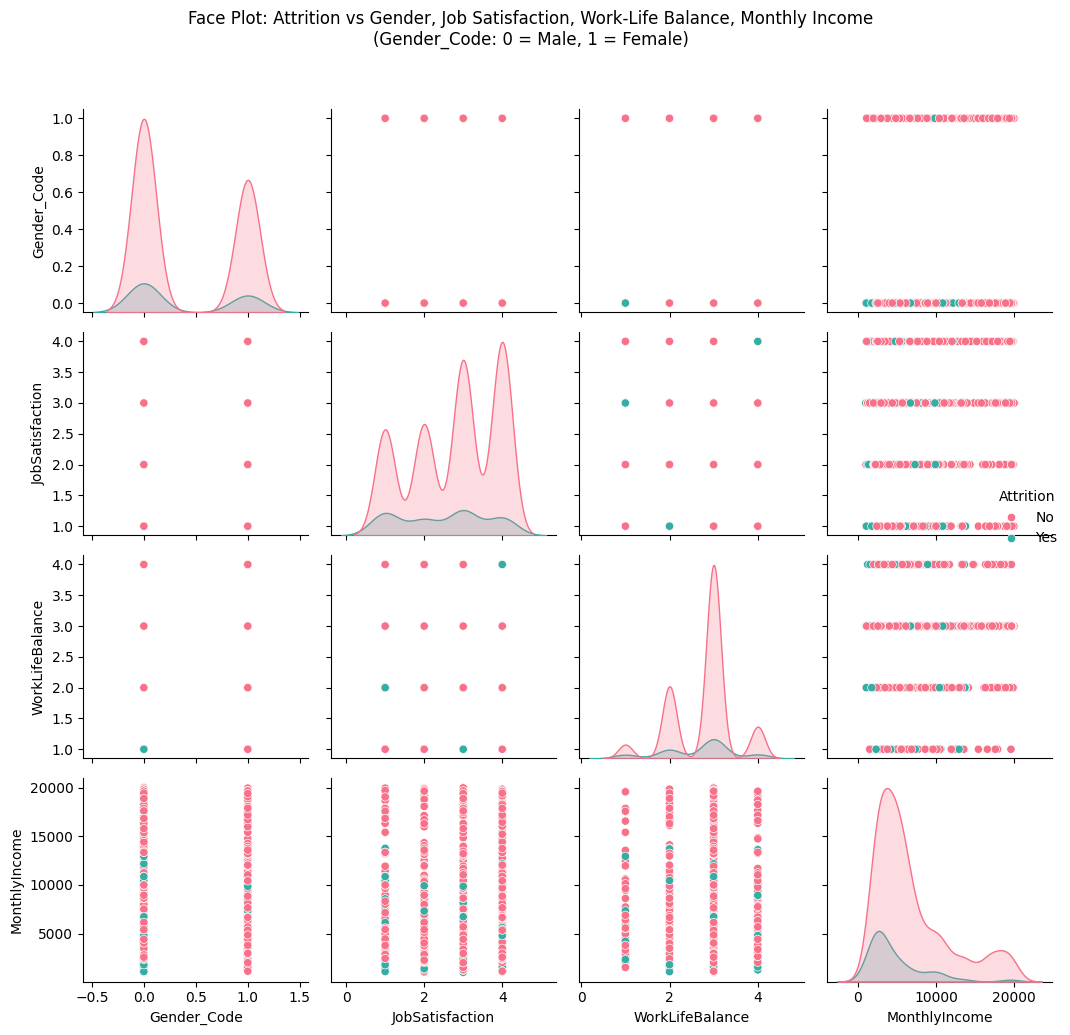 Face Plot: Attrition vs Gender, Job Satisfaction, Work-Life Balance, Monthly Income
(Gender_Code: 0 = Male, 1 = Female)
1.0
0.8
0.6
0.4
0.2
0.0
Gender_Code
4.0
3.5
3.0
2.5
2.0
1.5
1.0
JobSatisfaction
Attrition
No
Yes
4.0
3.5
3.0
2.5
2.0
1.5
1.0
WorkLifeBalance
20000
15000
10000
5000
MonthlyIncome
−0.5 0.0 0.5 1.0 1.5
Gender_Code
0 2 4
JobSatisfaction
0 2 4
WorkLifeBalance
0 10000 20000
MonthlyIncome